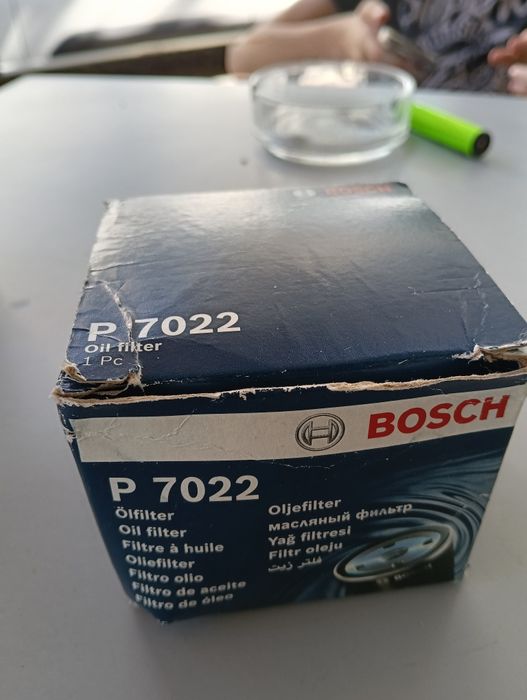 BOSCH
P 7022
Oil filter
1 Pc
BOSCH
P 7022
Ölfilter
Oil filter
Filtre à huile
Oliefilter
Filtro olio
Filtro de aceite
Filtro de óleo
Oljefilter
масляный фильтр
Yağ filtresi
Filtr oleju
فلتر زيت
BOSCH